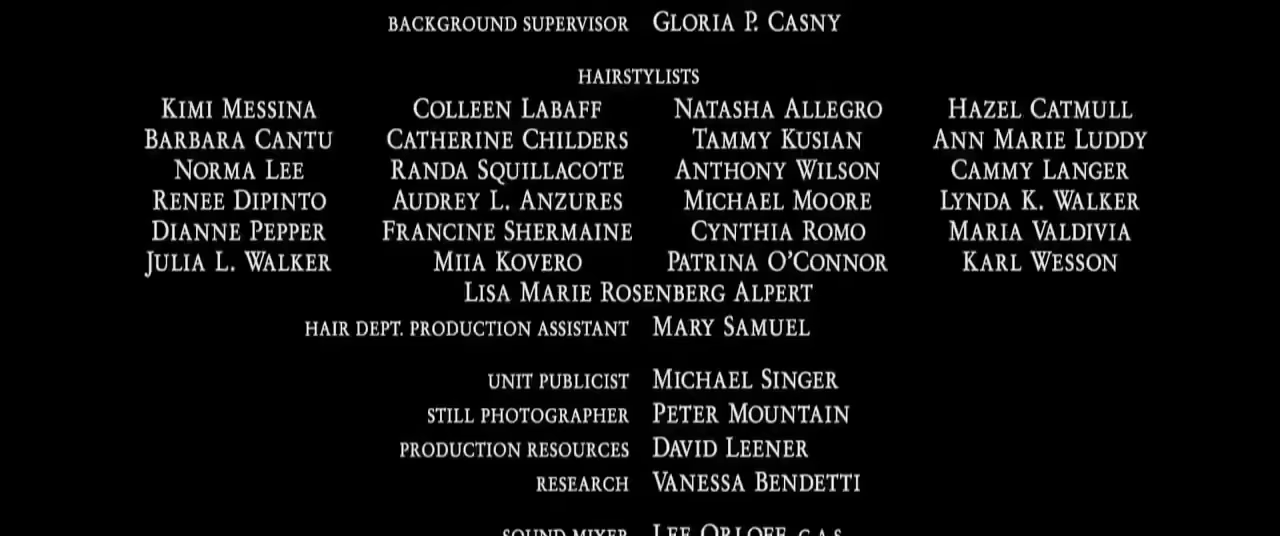 BACKGROUND SUPERVISOR GLORIA P. CASNY
HAIRSTYLISTS
KIMI MESSINA COLLEEN LABAFF NATASHA ALLEGRO HAZEL CATMULL
BARBARA CANTU CATHERINE CHILDERS TAMMY KUSIAN ANN MARIE LUDDY
NORMA LEE RANDA SQUILLACOTE ANTHONY WILSON CAMMY LANGER
RENEE DIPINTO AUDREY L. ANZURES MICHAEL MOORE LYNDA K. WALKER
DIANNE PEPPER FRANCINE SHERMAINE CYNTHIA ROMO MARIA VALDIVIA
JULIA L. WALKER MIIA KOVERO PATRINA O'CONNOR KARL WESSON
LISA MARIE ROSENBERG ALPERT
HAIR DEPT. PRODUCTION ASSISTANT MARY SAMUEL
UNIT PUBLICIST MICHAEL SINGER
STILL PHOTOGRAPHER PETER MOUNTAIN
PRODUCTION RESOURCES DAVID LEENER
RESEARCH VANESSA BENDETTI
SOUND MIXER LEE ORLOFF C.A.S.